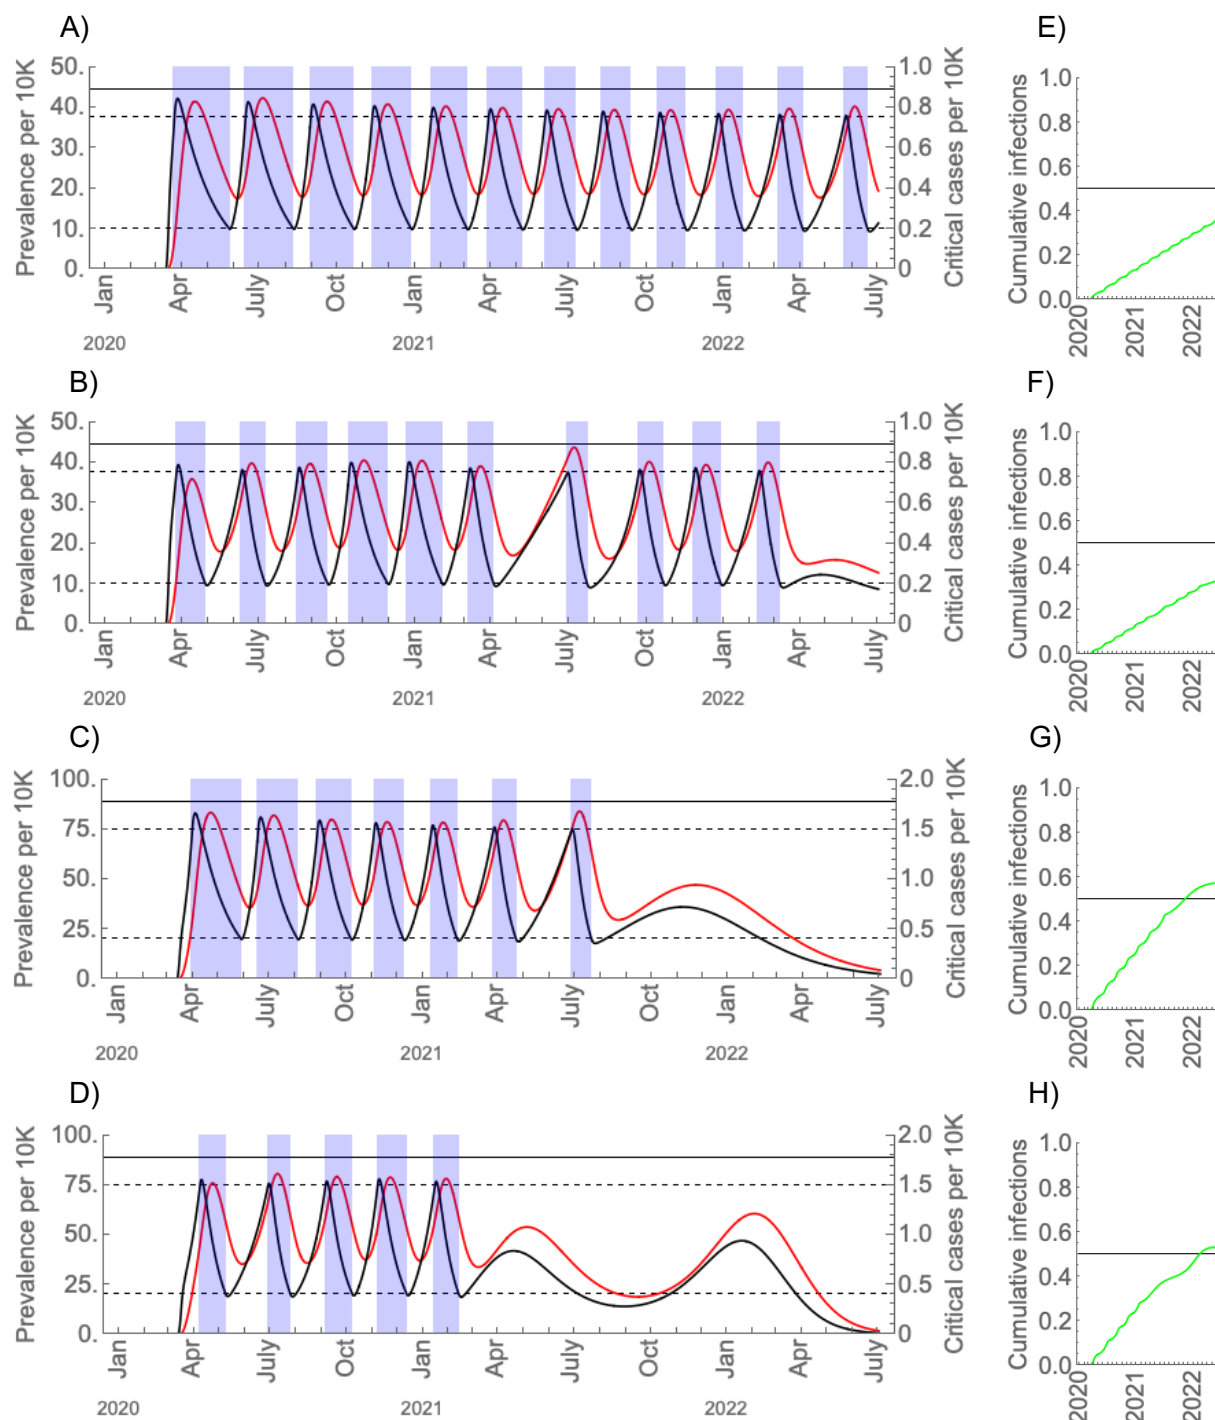 A)
Prevalence per 10K
50.
40.
30.
20.
10.
0.
1.0
0.8
0.6
0.4
0.2
0
Critical cases per 10K
Jan
Apr
July
Oct
Jan
Apr
July
Oct
Jan
Apr
July
2020
2021
2022
E)
Cumulative infections
1.0
0.8
0.6
0.4
0.2
0.0
2020
2021
2022
B)
Prevalence per 10K
50.
40.
30.
20.
10.
0.
1.0
0.8
0.6
0.4
0.2
0
Critical cases per 10K
Jan
Apr
July
Oct
Jan
Apr
July
Oct
Jan
Apr
July
2020
2021
2022
F)
Cumulative infections
1.0
0.8
0.6
0.4
0.2
0.0
2020
2021
2022
C)
Prevalence per 10K
100.
75.
50.
25.
0.
2.0
1.5
1.0
0.5
0
Critical cases per 10K
Jan
Apr
July
Oct
Jan
Apr
July
Oct
Jan
Apr
July
2020
2021
2022
G)
Cumulative infections
1.0
0.8
0.6
0.4
0.2
0.0
2020
2021
2022
D)
Prevalence per 10K
100.
75.
50.
25.
0.
2.0
1.5
1.0
0.5
0
Critical cases per 10K
Jan
Apr
July
Oct
Jan
Apr
July
Oct
Jan
Apr
July
2020
2021
2022
H)
Cumulative infections
1.0
0.8
0.6
0.4
0.2
0.0
2020
2021
2022